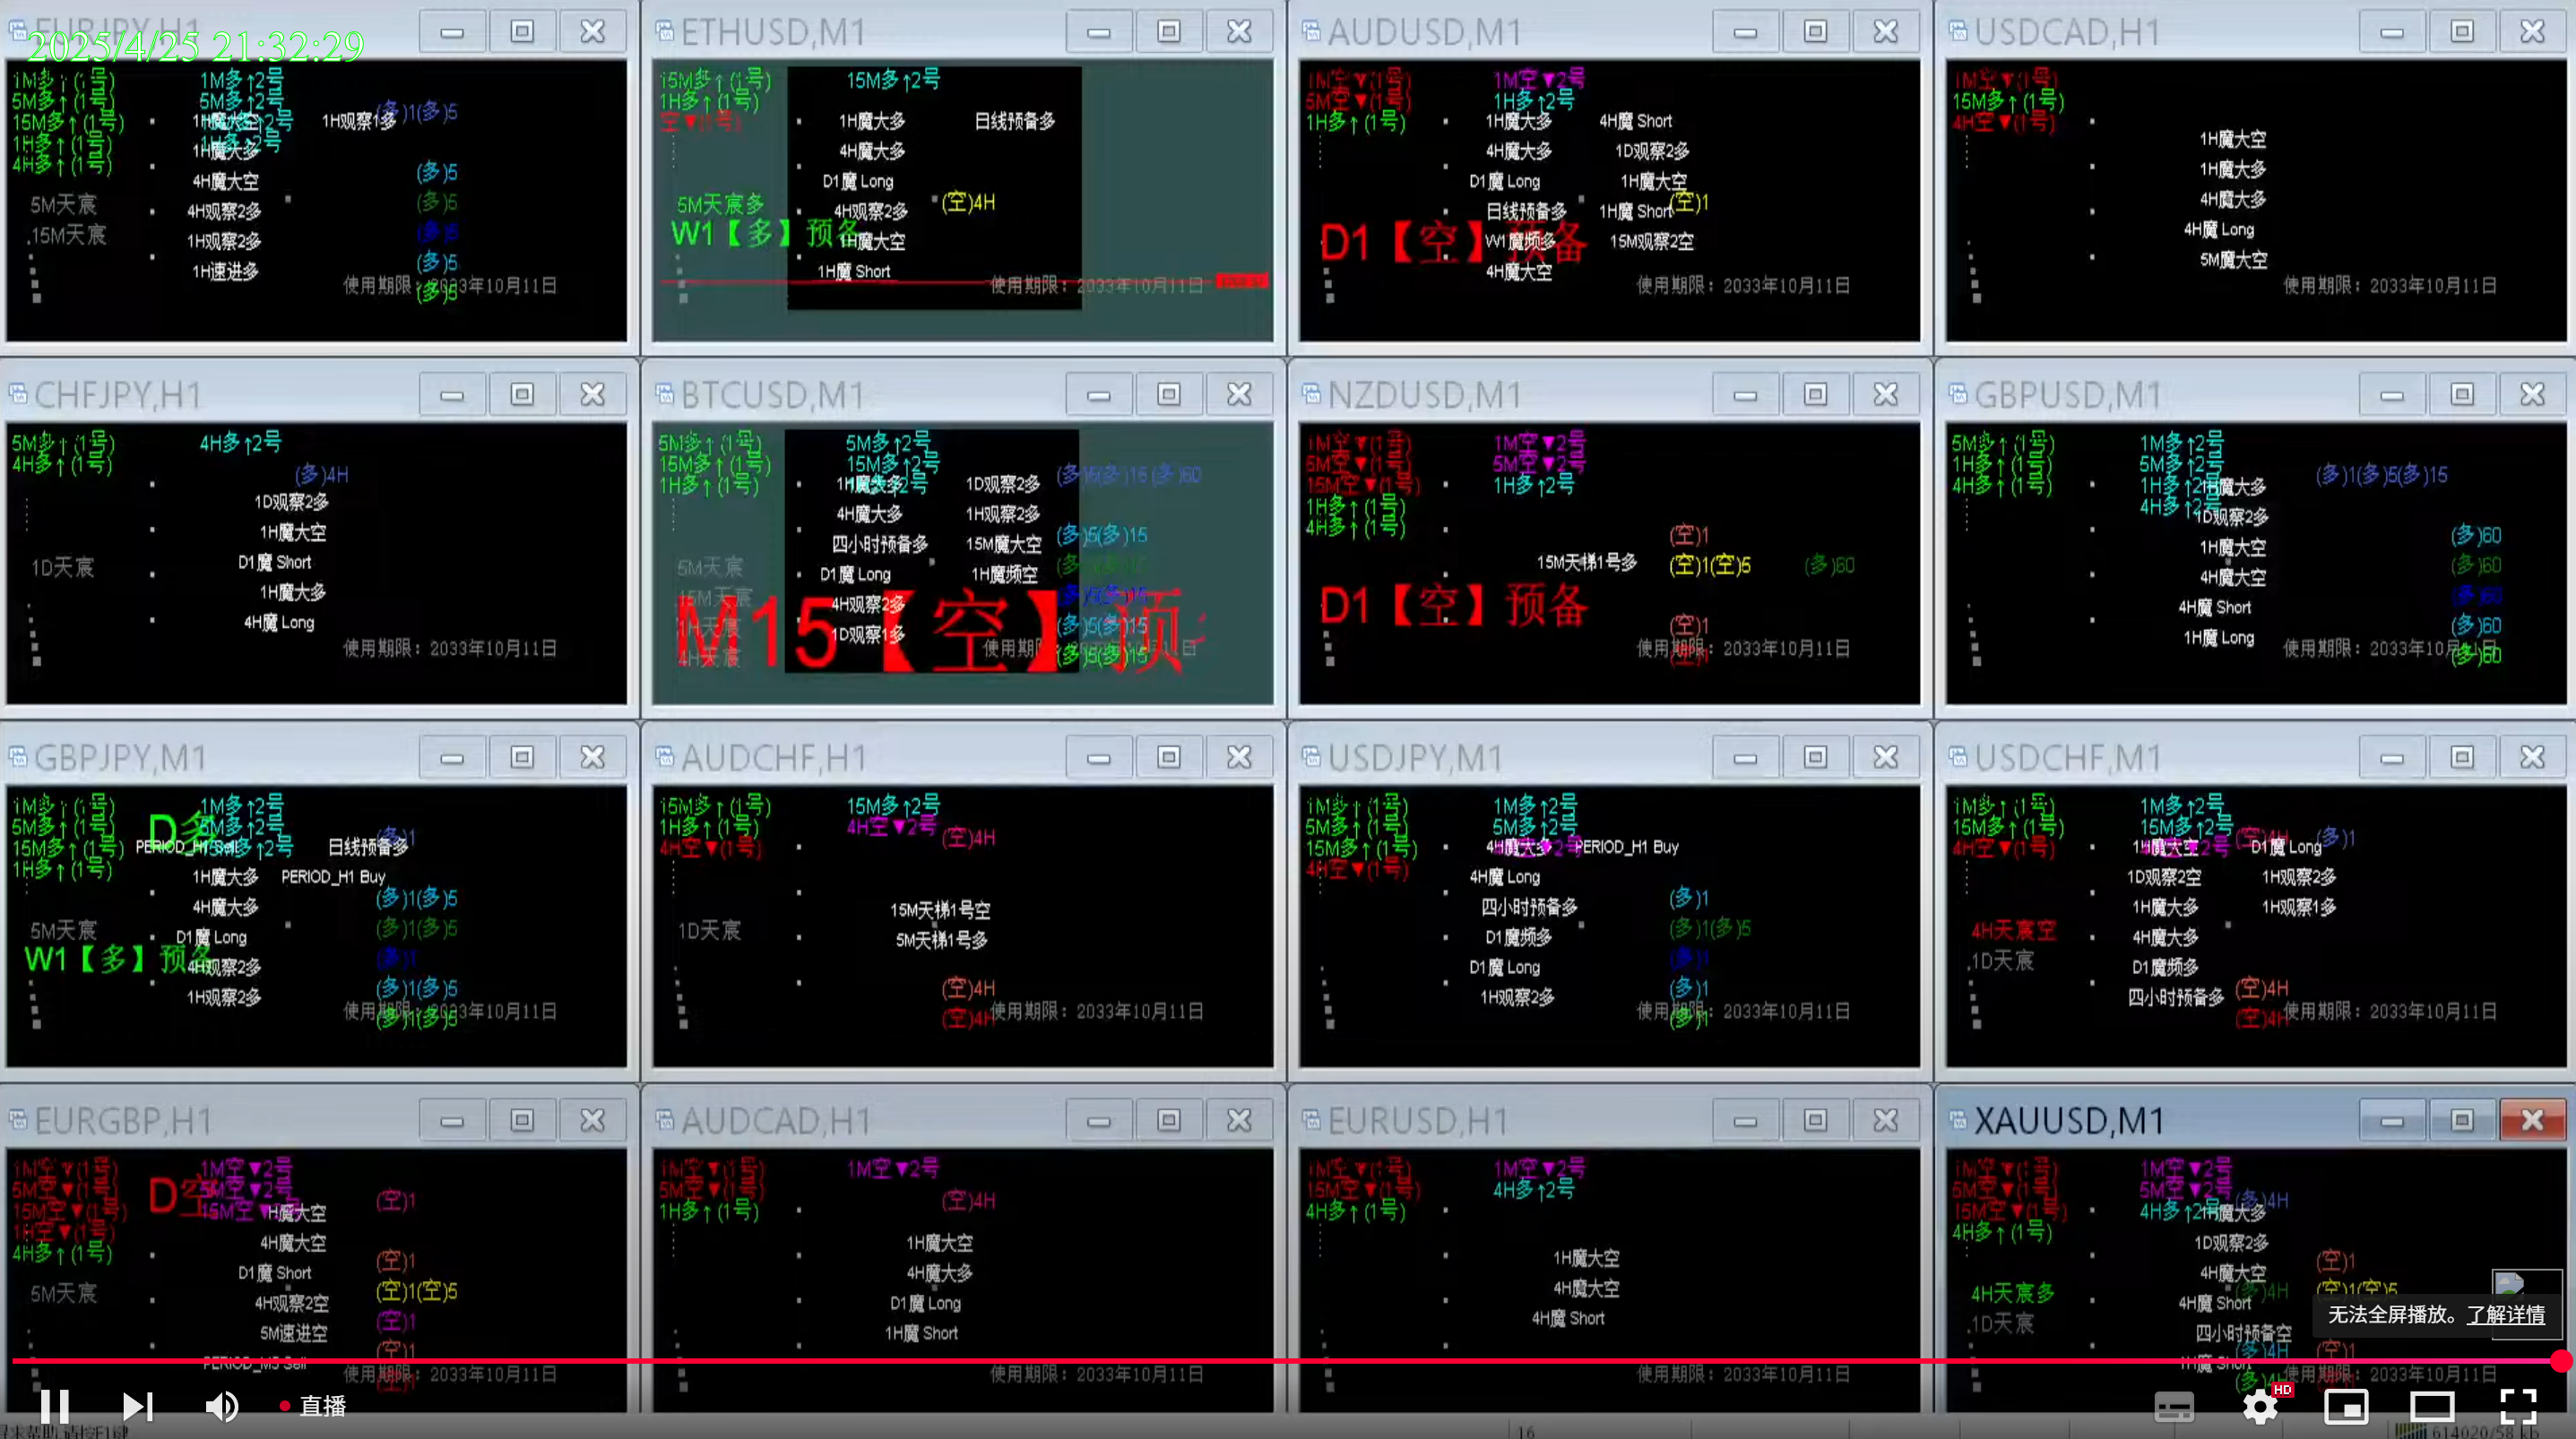 EURJPY,H1
2025/4/25 21:32:29
1M多↑(1号) 1M多↑2号
5M多↑(1号) 5M多↑2号
(多)1(多)5
15M多↑(1号) 1H观察1多
1H多↑(1号)
1H魔大多
4H多↑(1号)
(多)5
4H魔大空
5M天宸 (多)5
4H观察2多
15M天宸 (多)5
1H观察2多
(多)5
1H速进多
使用期限：2033年10月11日
(多)5
ETHUSD,M1
15M多↑(1号) 15M多↑2号
1H多↑(1号)
空▼(1号) 1H魔大多 日线预备多
4H魔大多
D1魔 Long
5M天宸多 4H观察2多 (空)4H
W1【多】预备
1H魔大空
1H魔 Short
使用期限：2033年10月11日
AUDUSD,M1
1M空▼(1号) 1M空▼2号
5M空▼(1号) 1H多↑2号
1H多↑(1号) 1H魔大多 4H魔 Short
4H魔大多 1D观察2多
D1魔 Long 1H魔大空
日线预备多 1H魔 Short (空)1
D1【空】预备
W1魔频多 15M观察2空
4H魔大空
使用期限：2033年10月11日
USDCAD,H1
1M空▼(1号)
15M多↑(1号)
4H空▼(1号)
1H魔大空
1H魔大多
4H魔大多
4H魔 Long
5M魔大空
使用期限：2033年10月11日
CHFJPY,H1
5M多↑(1号) 4H多↑2号
4H多↑(1号)
(多)4H
1D观察2多
1H魔大空
1D天宸 D1魔 Short
1H魔大多
4H魔 Long
使用期限：2033年10月11日
BTCUSD,M1
5M多↑(1号) 5M多↑2号
15M多↑(1号) 15M多↑2号
1H多↑(1号) 1D观察2多
4H魔大多 1H观察2多
四小时预备多 15M魔大空 (多)5(多)15
5M天宸 D1魔 Long 1H魔频空
4H观察2多
M15【空】预
1D观察1多 (多)5(多)15
4H天宸 (多)5(多)15
NZDUSD,M1
1M空▼(1号) 1M空▼2号
5M空▼(1号) 5M空▼2号
15M空▼(1号) 1H多↑2号
1H多↑(1号)
4H多↑(1号)
(空)1
15M天梯1号多 (空)1(空)5 (多)60
D1【空】预备
(空)1
使用期限：2033年10月11日
GBPUSD,M1
5M多↑(1号) 1M多↑2号
1H多↑(1号) 5M多↑2号 (多)1(多)5(多)15
4H多↑(1号) 1H多↑2号 1H魔大多
4H多↑2号
1D观察2多
1H魔大空 (多)60
4H魔大空 (多)60
4H魔 Short (多)60
1H魔 Long (多)60
使用期限：2033年10月11日
(多)60
GBPJPY,M1
1M多↑(1号) 1M多↑2号
5M多↑(1号) D多 5M多↑2号
(多)1
15M多↑(1号) PERIOD_H1 Sell 日线预备多
1H多↑(1号) 1H魔大多 PERIOD_H1 Buy
4H魔大多 (多)1(多)5
5M天宸 D1魔 Long (多)1(多)5
W1【多】预备 (多)1
4H观察2多
1H观察2多 (多)1(多)5
使用期限：2033年10月11日
(多)1(多)5
AUDCHF,H1
15M多↑(1号) 15M多↑2号
1H多↑(1号) 4H空▼2号 (空)4H
4H空▼(1号)
15M天梯1号空
1D天宸 5M天梯1号多
(空)4H
(空)4H
使用期限：2033年10月11日
USDJPY,M1
1M多↑(1号) 1M多↑2号
5M多↑(1号) 5M多↑2号
15M多↑(1号) 4H魔大多 PERIOD_H1 Buy
4H空▼(1号) 4H魔 Long
四小时预备多 (多)1
D1魔频多 (多)1(多)5
D1魔 Long (多)1
1H观察2多 (多)1
使用期限：2033年10月11日
(多)1
USDCHF,M1
1M多↑(1号) 1M多↑2号
15M多↑(1号) 15M多↑2号 (空)4H (多)1
4H空▼(1号) 1H魔大空 D1魔 Long
1D观察2空 1H观察2多
1H魔大多 1H观察1多
4H天宸空 4H魔大多
1D天宸 D1魔频多
四小时预备多 (空)4H
(空)4H
使用期限：2033年10月11日
EURGBP,H1
1M空▼(1号) 1M空▼2号
5M空▼(1号) D空 5M空▼2号 (空)1
15M空▼(1号) 15M空▼ H魔大空
1H空▼(1号)
4H多↑(1号) 4H魔大空
(空)1
D1魔 Short
5M天宸 4H观察2空 (空)1(空)5
5M速进空 (空)1
(空)1
PERIOD_M5 Sell
使用期限：2033年10月11日
AUDCAD,H1
1M空▼(1号) 1M空▼2号
5M空▼(1号) (空)4H
1H多↑(1号)
1H魔大空
4H魔大多
D1魔 Long
1H魔 Short
使用期限：2033年10月11日
EURUSD,H1
1M空▼(1号) 1M空▼2号
15M空▼(1号) 4H多↑2号
4H多↑(1号)
1H魔大空
4H魔大空
4H魔 Short
使用期限：2033年10月11日
XAUUSD,M1
1M空▼(1号) 1M空▼2号
5M空▼(1号) 5M空▼2号
(多)4H
15M空▼(1号) 4H多↑2号 1H魔大多
4H多↑(1号)
1D观察2多
(空)1
4H魔大空
4H天宸多 4H魔 Short (多)4H (空)1(空)5
1D天宸 四小时预备空
(多)4H (空)1
1H魔 Short
使用期限：2033年10月11日
无法全屏播放。了解详情
直播
HD
16
614020/58 kb